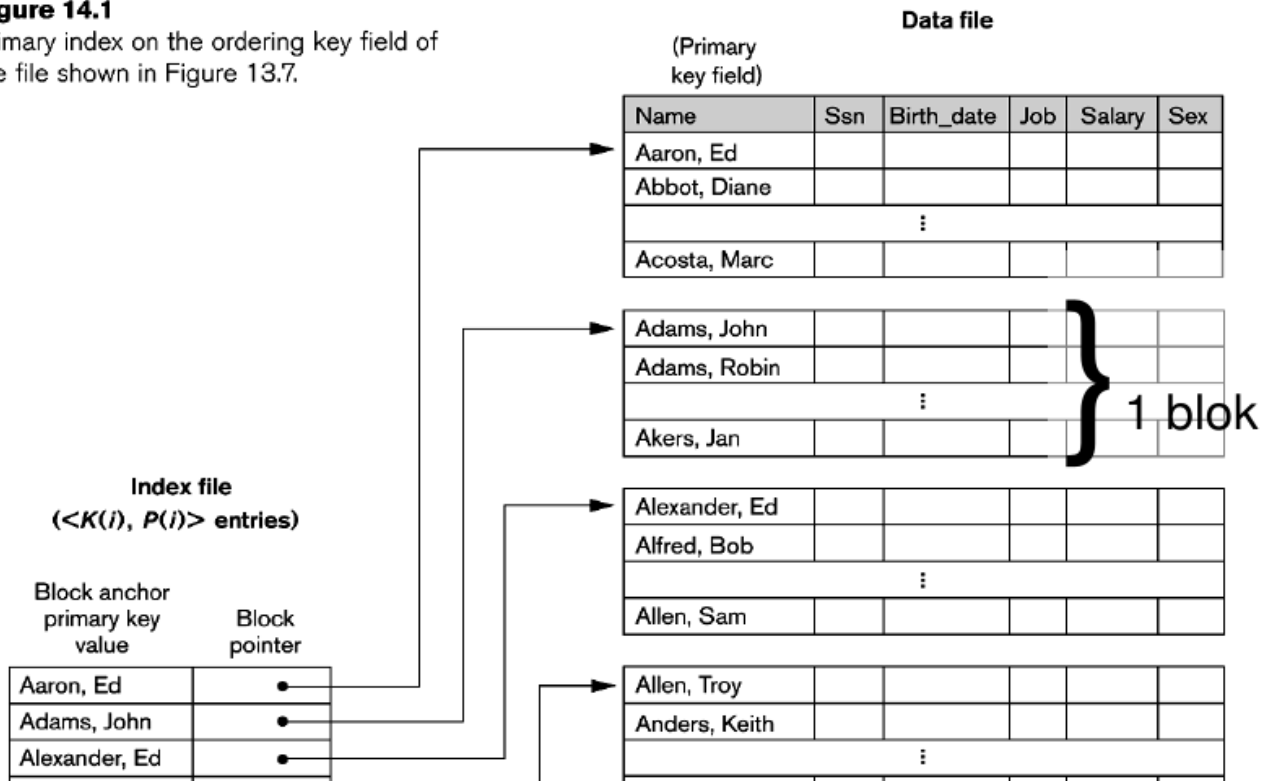 gure 14.1
imary index on the ordering key field of
e file shown in Figure 13.7.
Data file
(Primary
key field)
Name Ssn Birth_date Job Salary Sex
Aaron, Ed
Abbot, Diane
⋮
Acosta, Marc
Adams, John
Adams, Robin
⋮
Akers, Jan
} 1 blok
Alexander, Ed
Alfred, Bob
⋮
Allen, Sam
Allen, Troy
Anders, Keith
⋮
Index file
(<K(i), P(i)> entries)
Block anchor
primary key
value
Block
pointer
Aaron, Ed
Adams, John
Alexander, Ed